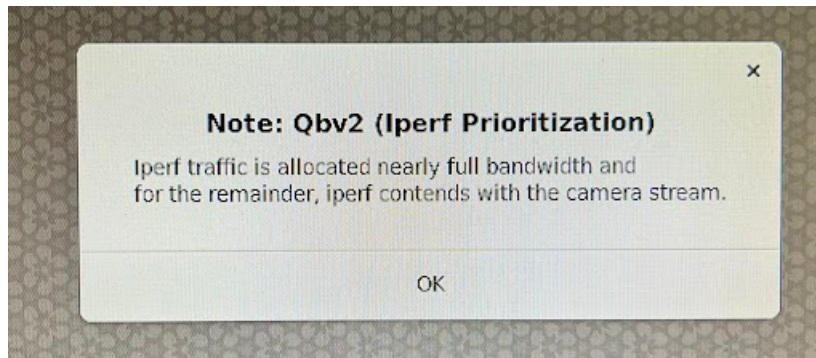 ×
Note: Qbv2 (Iperf Prioritization)
Iperf traffic is allocated nearly full bandwidth and
for the remainder, iperf contends with the camera stream.
OK